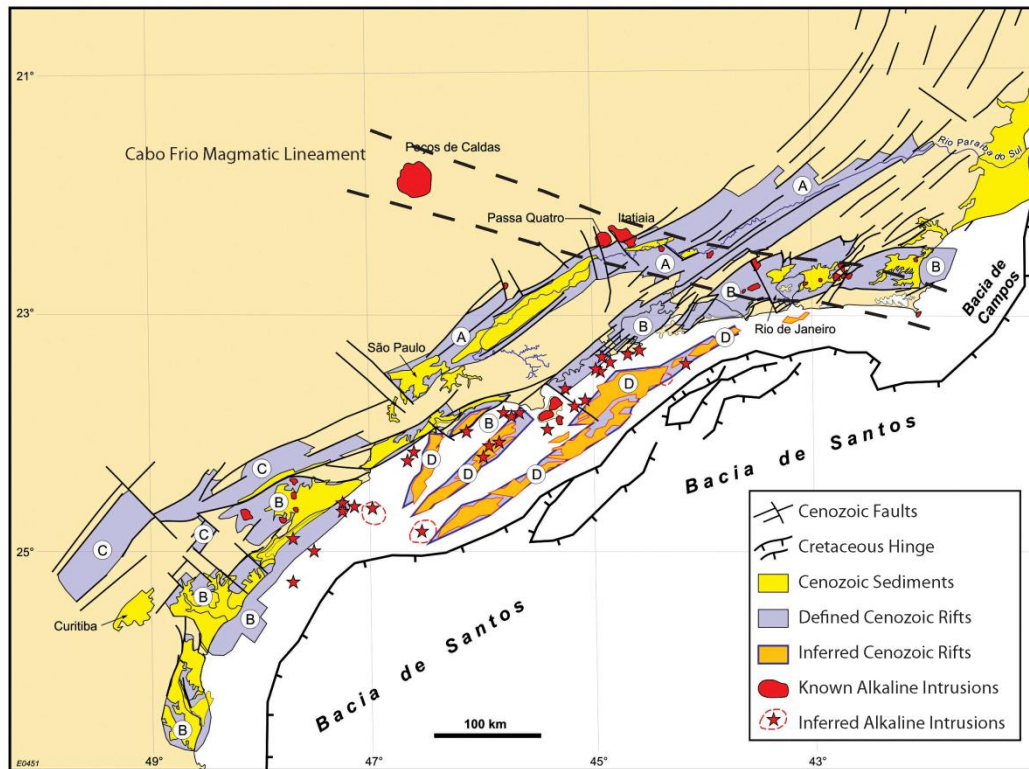 21°
Cabo Frio Magmatic Lineament
Poços de Caldas
Rio Paraíba do Sul
A
Passa Quatro
Itatiaia
A
B
B
Bacia de Campos
23°
B
Rio de Janeiro
A
D
São Paulo
D
B
D
D
D
Bacia de Santos
C
B
C
C
25°
B
B
Curitiba
Bacia de Santos
B
100 km
Cenozoic Faults
Cretaceous Hinge
Cenozoic Sediments
Defined Cenozoic Rifts
Inferred Cenozoic Rifts
Known Alkaline Intrusions
Inferred Alkaline Intrusions
E0451
49°
47°
45°
43°